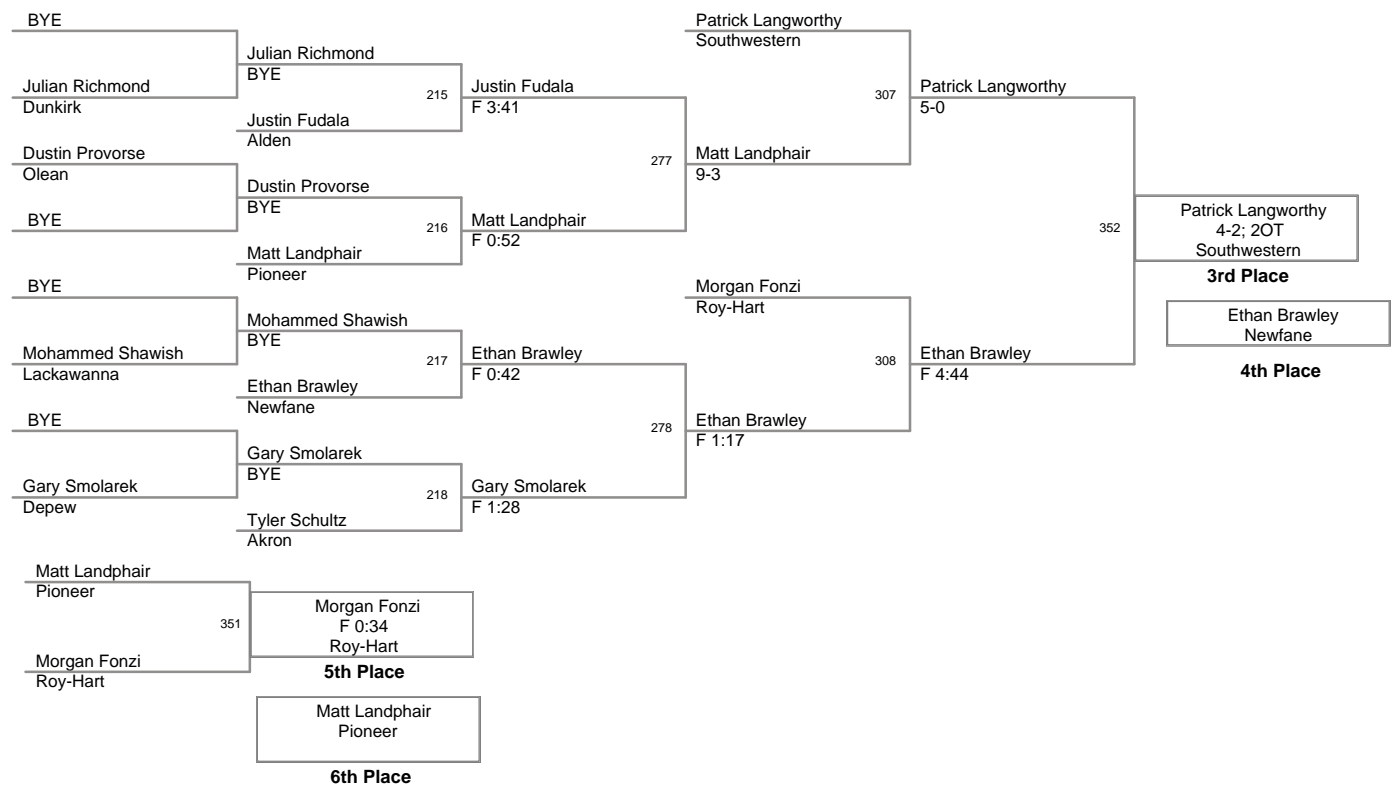 BYE
Patrick Langworthy
Southwestern
Julian Richmond
BYE
Julian Richmond
Dunkirk
215
Justin Fudala
F 3:41
307
Patrick Langworthy
5-0
Justin Fudala
Alden
Dustin Provorse
Olean
277
Matt Landphair
9-3
Dustin Provorse
BYE
BYE
216
Matt Landphair
F 0:52
352
Patrick Langworthy
4-2; 2OT
Southwestern
3rd Place
Matt Landphair
Pioneer
BYE
Morgan Fonzi
Roy-Hart
Ethan Brawley
Newfane
4th Place
Mohammed Shawish
BYE
Mohammed Shawish
Lackawanna
217
Ethan Brawley
F 0:42
308
Ethan Brawley
F 4:44
Ethan Brawley
Newfane
BYE
278
Ethan Brawley
F 1:17
Gary Smolarek
BYE
Gary Smolarek
Depew
218
Gary Smolarek
F 1:28
Tyler Schultz
Akron
Matt Landphair
Pioneer
351
Morgan Fonzi
F 0:34
Roy-Hart
5th Place
Morgan Fonzi
Roy-Hart
Matt Landphair
Pioneer
6th Place